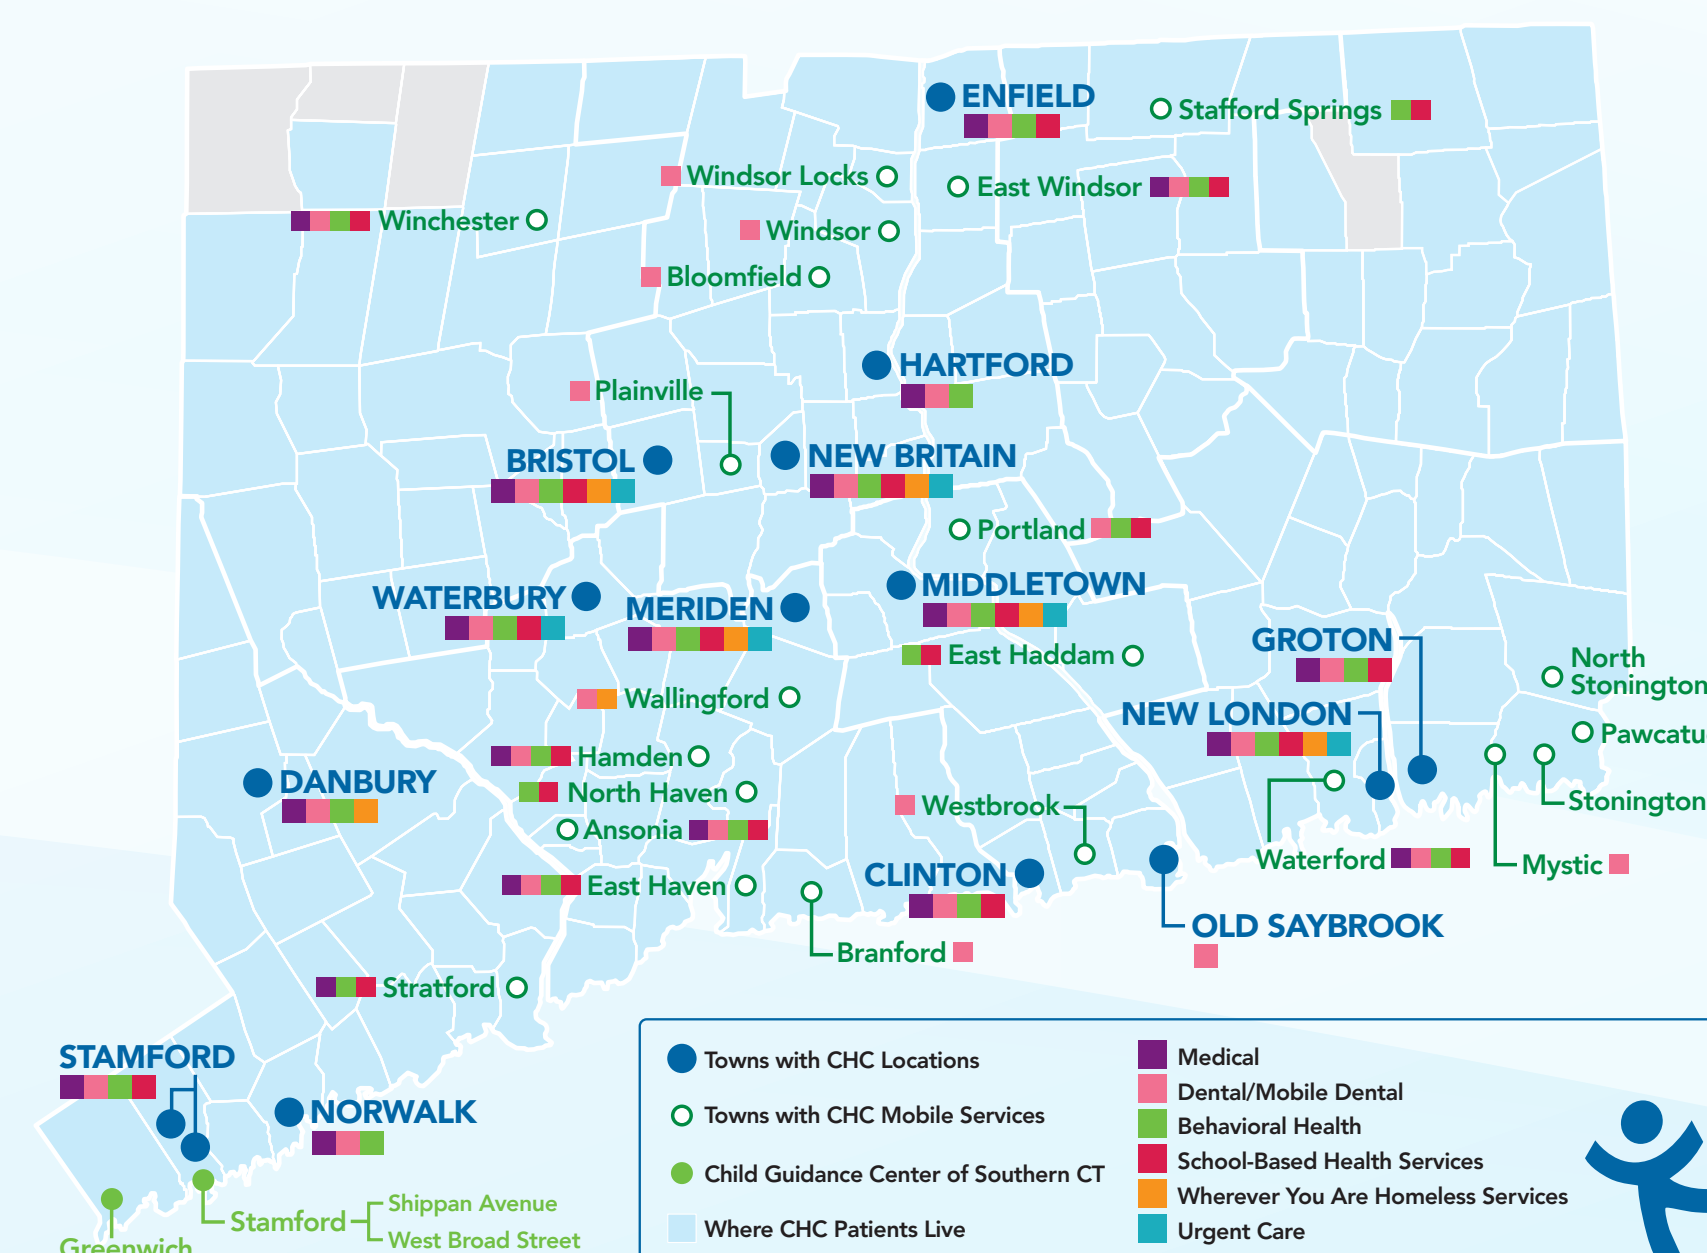 ENFIELD
Stafford Springs
Windsor Locks
East Windsor
Winchester
Windsor
Bloomfield
HARTFORD
Plainville
BRISTOL
NEW BRITAIN
Portland
WATERBURY
MERIDEN
MIDDLETOWN
GROTON
East Haddam
North
Stonington
Wallingford
NEW LONDON
Pawcatu
Hamden
DANBURY
North Haven
Westbrook
Stonington
Ansonia
Waterford
Mystic
CLINTON
East Haven
OLD SAYBROOK
Branford
Stratford
STAMFORD
NORWALK
Stamford
Shippan Avenue
West Broad Street
Greenwich
Towns with CHC Locations
Towns with CHC Mobile Services
Child Guidance Center of Southern CT
Where CHC Patients Live
Medical
Dental/Mobile Dental
Behavioral Health
School-Based Health Services
Wherever You Are Homeless Services
Urgent Care